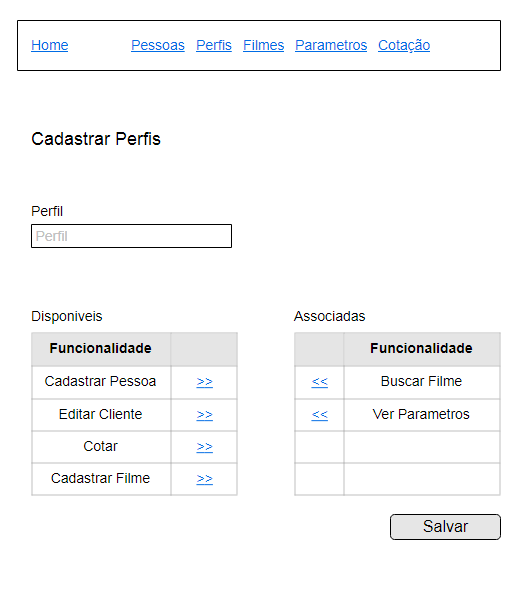 Home Pessoas Perfis Filmes Parametros Cotação
Cadastrar Perfis
Perfil
Perfil
Disponiveis
Funcionalidade
Cadastrar Pessoa >>
Editar Cliente >>
Cotar >>
Cadastrar Filme >>
Associadas
Funcionalidade
<< Buscar Filme
<< Ver Parametros
Salvar